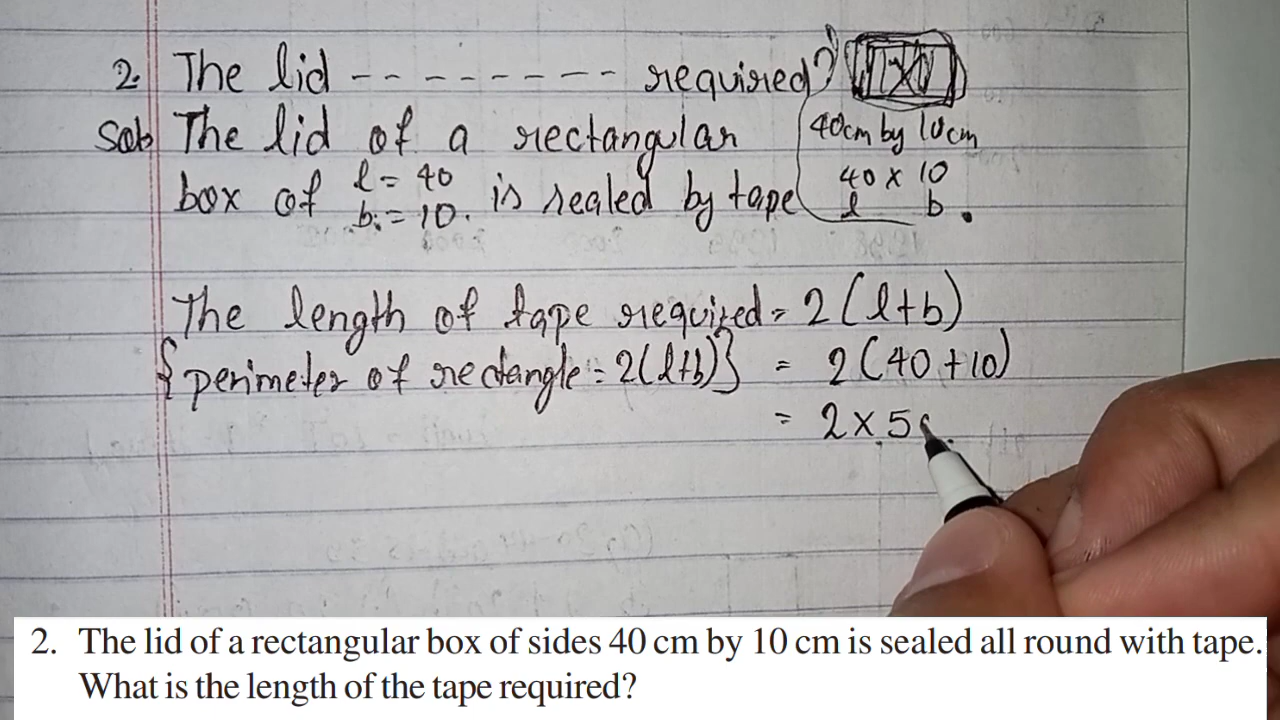 2. The lid - - - - - - - - required?
Sol) The lid of a rectangular
40cm by 10cm
box of l = 40 b. = 10. is sealed by tape
40 x 10
l b.
The length of tape required = 2(l+b)
{perimeter of rectangle = 2(l+b)} = 2(40+10)
= 2 x 50
2. The lid of a rectangular box of sides 40 cm by 10 cm is sealed all round with tape.
What is the length of the tape required?